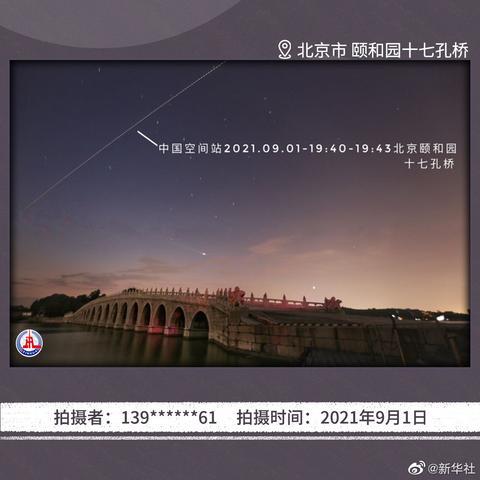 北京市 颐和园十七孔桥
中国空间站2021.09.01-19:40-19:43北京颐和园
十七孔桥
拍摄者：139******61 拍摄时间：2021年9月1日
@新华社